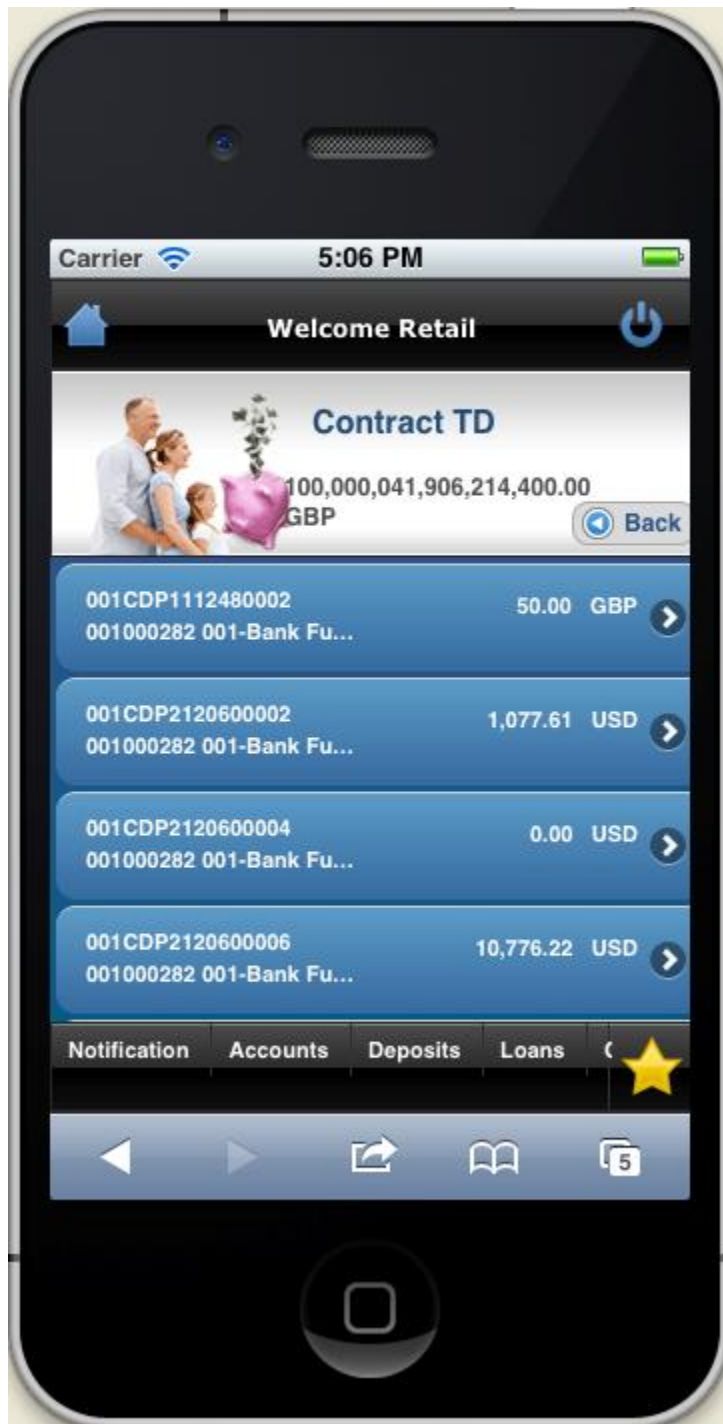 Carrier 5:06 PM
Welcome Retail
Contract TD
100,000,041,906,214,400.00
GBP
Back
001CDP1112480002 50.00 GBP
001000282 001-Bank Fu...
001CDP2120600002 1,077.61 USD
001000282 001-Bank Fu...
001CDP2120600004 0.00 USD
001000282 001-Bank Fu...
001CDP2120600006 10,776.22 USD
001000282 001-Bank Fu...
Notification Accounts Deposits Loans
5